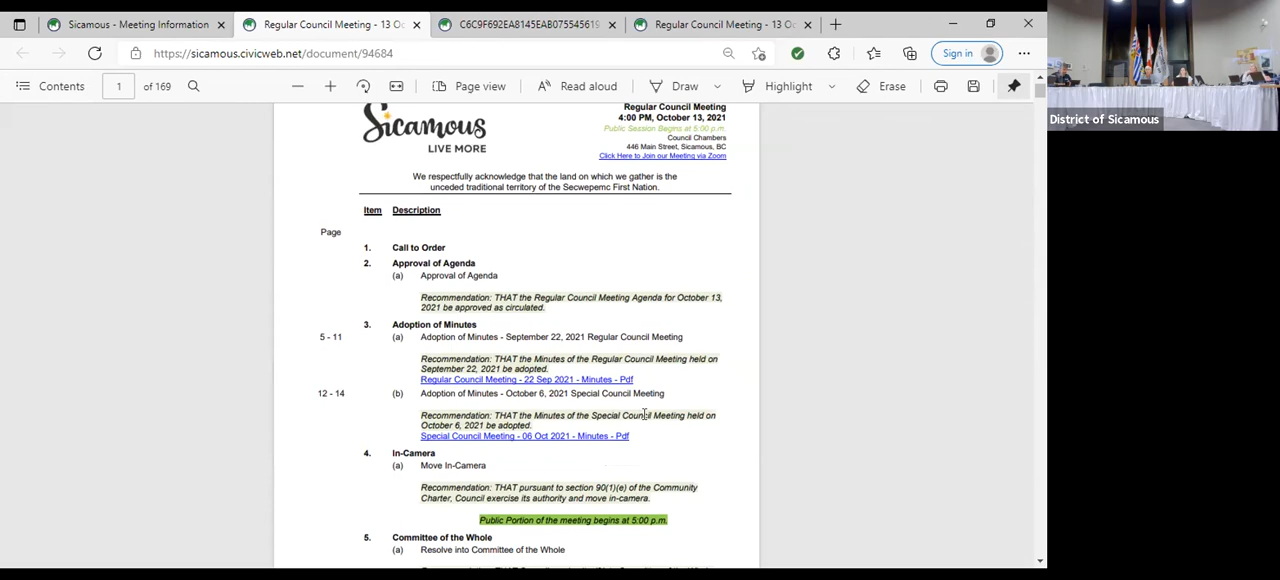 Sicamous - Meeting Information
Regular Council Meeting - 13 Oc
C6C9F692EA8145EAB075545619
Regular Council Meeting - 13 Oc
https://sicamous.civicweb.net/document/94684
Sign in
Contents
1
of 169
Page view
Read aloud
Draw
Highlight
Erase
District of Sicamous
Sicamous
LIVE MORE
Regular Council Meeting
4:00 PM, October 13, 2021
Public Session Begins at 5:00 p.m.
Council Chambers
446 Main Street, Sicamous, BC
Click Here to Join our Meeting via Zoom
We respectfully acknowledge that the land on which we gather is the
unceded traditional territory of the Secwepemc First Nation.
Item Description
Page
1. Call to Order
2. Approval of Agenda
(a) Approval of Agenda
Recommendation: THAT the Regular Council Meeting Agenda for October 13,
2021 be approved as circulated.
3. Adoption of Minutes
5 - 11 (a) Adoption of Minutes - September 22, 2021 Regular Council Meeting
Recommendation: THAT the Minutes of the Regular Council Meeting held on
September 22, 2021 be adopted.
Regular Council Meeting - 22 Sep 2021 - Minutes - Pdf
12 - 14 (b) Adoption of Minutes - October 6, 2021 Special Council Meeting
Recommendation: THAT the Minutes of the Special Council Meeting held on
October 6, 2021 be adopted.
Special Council Meeting - 06 Oct 2021 - Minutes - Pdf
4. In-Camera
(a) Move In-Camera
Recommendation: THAT pursuant to section 90(1)(e) of the Community
Charter, Council exercise its authority and move in-camera.
Public Portion of the meeting begins at 5:00 p.m.
5. Committee of the Whole
(a) Resolve into Committee of the Whole